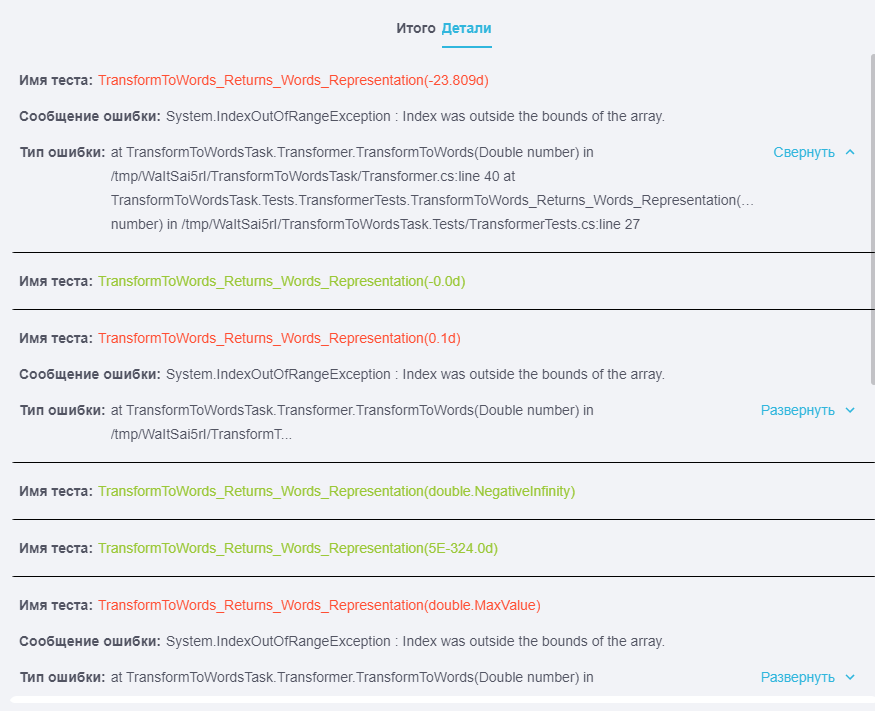 Итого Детали
Имя теста: TransformToWords_Returns_Words_Representation(-23.809d)
Сообщение ошибки: System.IndexOutOfRangeException : Index was outside the bounds of the array.
Тип ошибки: at TransformToWordsTask.Transformer.TransformToWords(Double number) in Свернуть
/tmp/WaItSai5rI/TransformToWordsTask/Transformer.cs:line 40 at
TransformToWordsTask.Tests.TransformerTests.TransformToWords_Returns_Words_Representation(…
number) in /tmp/WaItSai5rI/TransformToWordsTask.Tests/TransformerTests.cs:line 27
Имя теста: TransformToWords_Returns_Words_Representation(-0.0d)
Имя теста: TransformToWords_Returns_Words_Representation(0.1d)
Сообщение ошибки: System.IndexOutOfRangeException : Index was outside the bounds of the array.
Тип ошибки: at TransformToWordsTask.Transformer.TransformToWords(Double number) in Развернуть
/tmp/WaItSai5rI/TransformT...
Имя теста: TransformToWords_Returns_Words_Representation(double.NegativeInfinity)
Имя теста: TransformToWords_Returns_Words_Representation(5E-324.0d)
Имя теста: TransformToWords_Returns_Words_Representation(double.MaxValue)
Сообщение ошибки: System.IndexOutOfRangeException : Index was outside the bounds of the array.
Тип ошибки: at TransformToWordsTask.Transformer.TransformToWords(Double number) in Развернуть